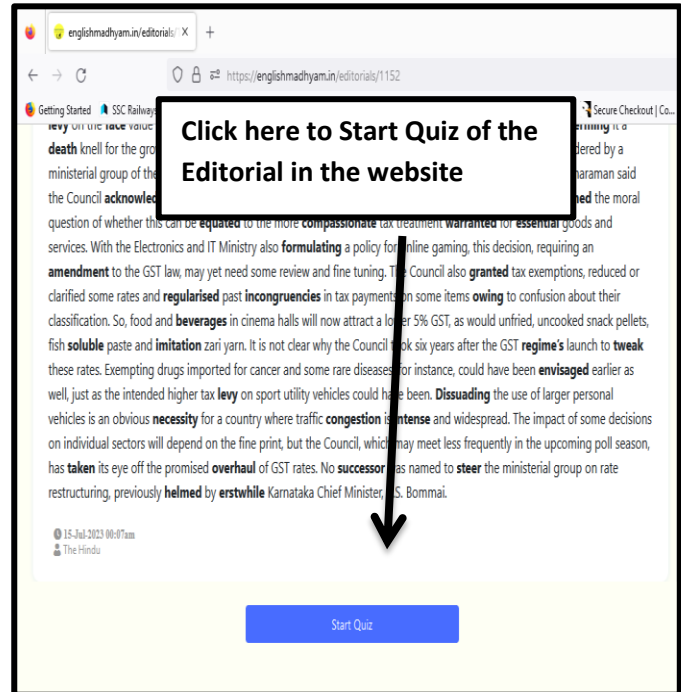 englishmadhyam.in/editorials/ X +
https://englishmadhyam.in/editorials/1152
Getting Started SSC Railways Secure Checkout | Co...
Click here to Start Quiz of the
Editorial in the website
levy on the face value it a
death knell for the gro dered by a
ministerial group of the haraman said
the Council acknowled ned the moral
question of whether this can be equated to the more compassionate tax treatment warranted for essential goods and
services. With the Electronics and IT Ministry also formulating a policy for online gaming, this decision, requiring an
amendment to the GST law, may yet need some review and fine tuning. The Council also granted tax exemptions, reduced or
clarified some rates and regularised past incongruencies in tax payments on some items owing to confusion about their
classification. So, food and beverages in cinema halls will now attract a lower 5% GST, as would unfried, uncooked snack pellets,
fish soluble paste and imitation zari yarn. It is not clear why the Council took six years after the GST regime's launch to tweak
these rates. Exempting drugs imported for cancer and some rare diseases, for instance, could have been envisaged earlier as
well, just as the intended higher tax levy on sport utility vehicles could have been. Dissuading the use of larger personal
vehicles is an obvious necessity for a country where traffic congestion is intense and widespread. The impact of some decisions
on individual sectors will depend on the fine print, but the Council, which may meet less frequently in the upcoming poll season,
has taken its eye off the promised overhaul of GST rates. No successor was named to steer the ministerial group on rate
restructuring, previously helmed by erstwhile Karnataka Chief Minister, .S. Bommai.
15-Jul-2023 00:07am
The Hindu
Start Quiz